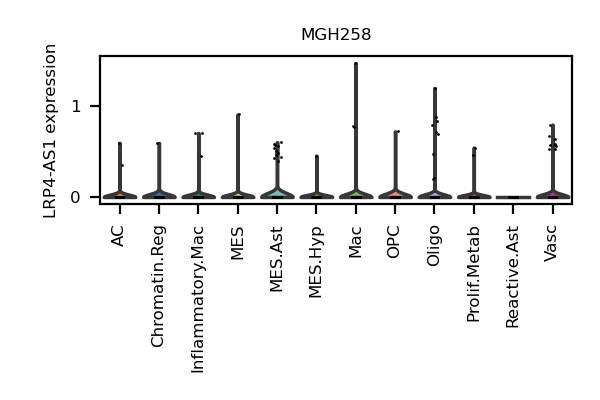 MGH258
LRP4-AS1 expression
1
0
AC
Chromatin.Reg
Inflammatory.Mac
MES
MES.Ast
MES.Hyp
Mac
OPC
Oligo
Prolif.Metab
Reactive.Ast
Vasc